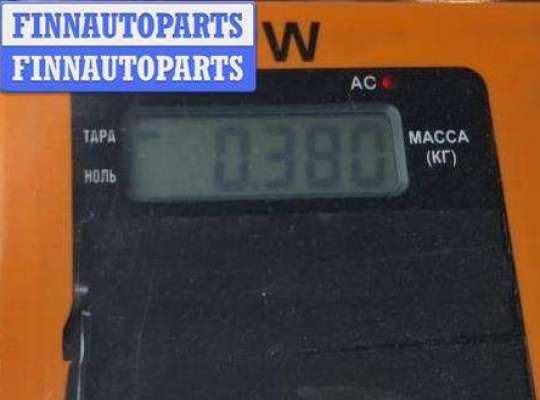 FINNAUTOPARTS
FINNAUTOPARTS
W
AC
ТАРА
0.380
МАССА
(КГ)
НОЛЬ